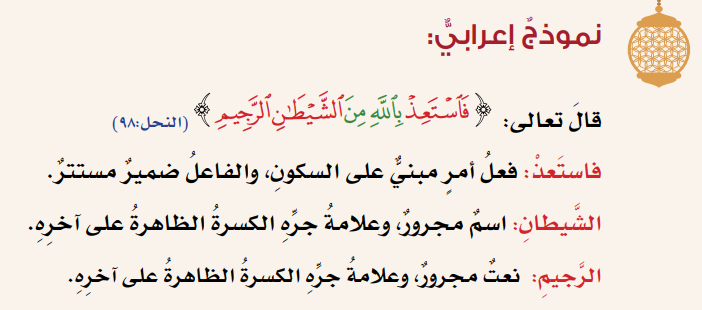 نموذجٌ إعرابيٌّ:
قالَ تعالى: ﴿فَٱسۡتَعِذۡ بِٱللَّهِ مِنَ ٱلشَّيۡطَٰنِ ٱلرَّجِيمِ﴾ (النحل:٩٨)
فاستَعذْ: فعلُ أمرٍ مبنيٌّ على السكونِ، والفاعلُ ضميرٌ مستترٌ.
الشَّيطانِ: اسمٌ مجرورٌ، وعلامةُ جرِّهِ الكسرةُ الظاهرةُ على آخرِهِ.
الرَّجيمِ: نعتٌ مجرورٌ، وعلامةُ جرِّهِ الكسرةُ الظاهرةُ على آخرِهِ.